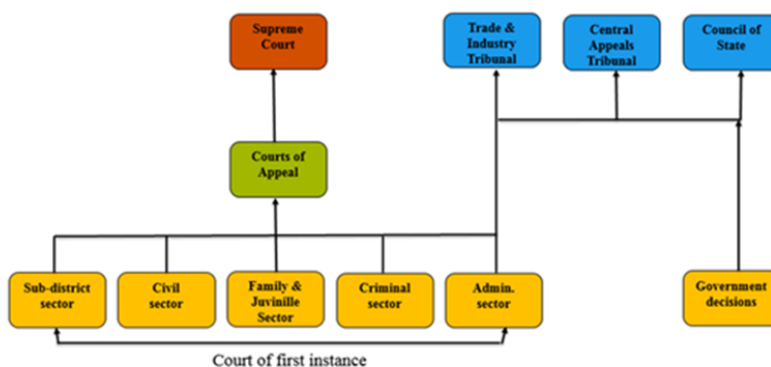 Supreme
Court
Trade &
Industry
Tribunal
Central
Appeals
Tribunal
Council of
State
Courts of
Appeal
Sub-district
sector
Civil
sector
Family &
Juvinille
Sector
Criminal
sector
Admin.
sector
Government
decisions
Court of first instance